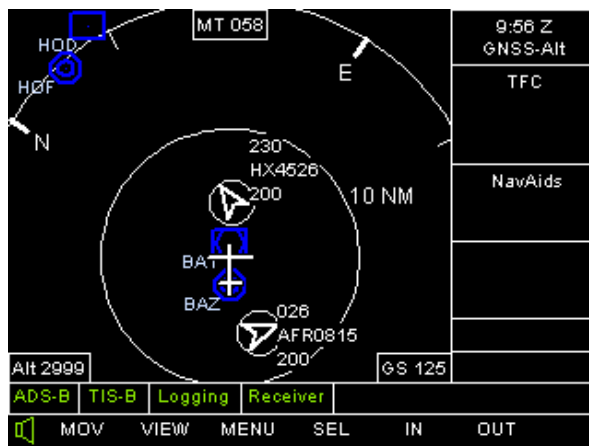 MT 058
9:56 Z
GNSS-Alt
HOD
HOF
E
N
TFC
230
HX4526
200
10 NM
NavAids
BAT
BAZ
026
AFR0815
200
Alt 2999
GS 125
ADS-B TIS-B Logging Receiver
MOV VIEW MENU SEL IN OUT